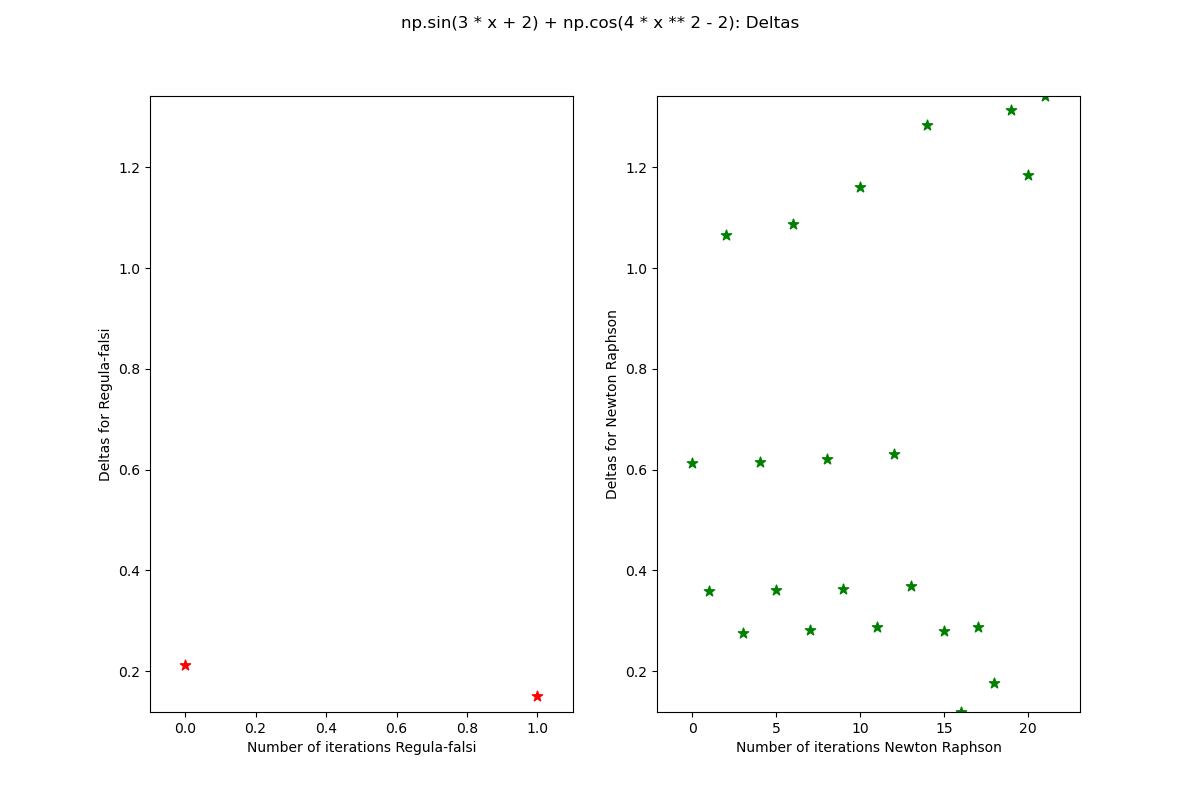 np.sin(3 * x + 2) + np.cos(4 * x ** 2 - 2): Deltas
Deltas for Regula-falsi
1.2
1.0
0.8
0.6
0.4
0.2
0.0 0.2 0.4 0.6 0.8 1.0
Number of iterations Regula-falsi
Deltas for Newton Raphson
1.2
1.0
0.8
0.6
0.4
0.2
0 5 10 15 20
Number of iterations Newton Raphson